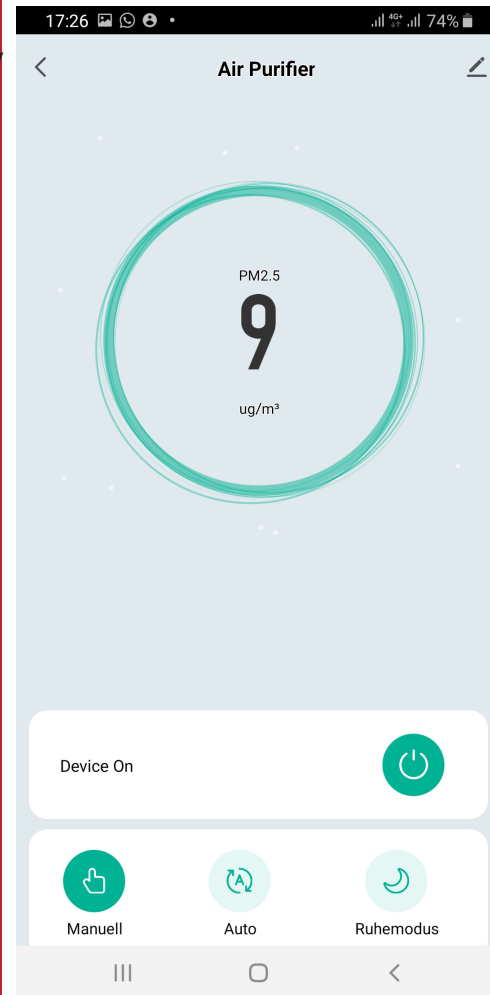 17:26 4G+ 74%
Air Purifier
PM2.5
9
ug/m³
Device On
A
Manuell Auto Ruhemodus